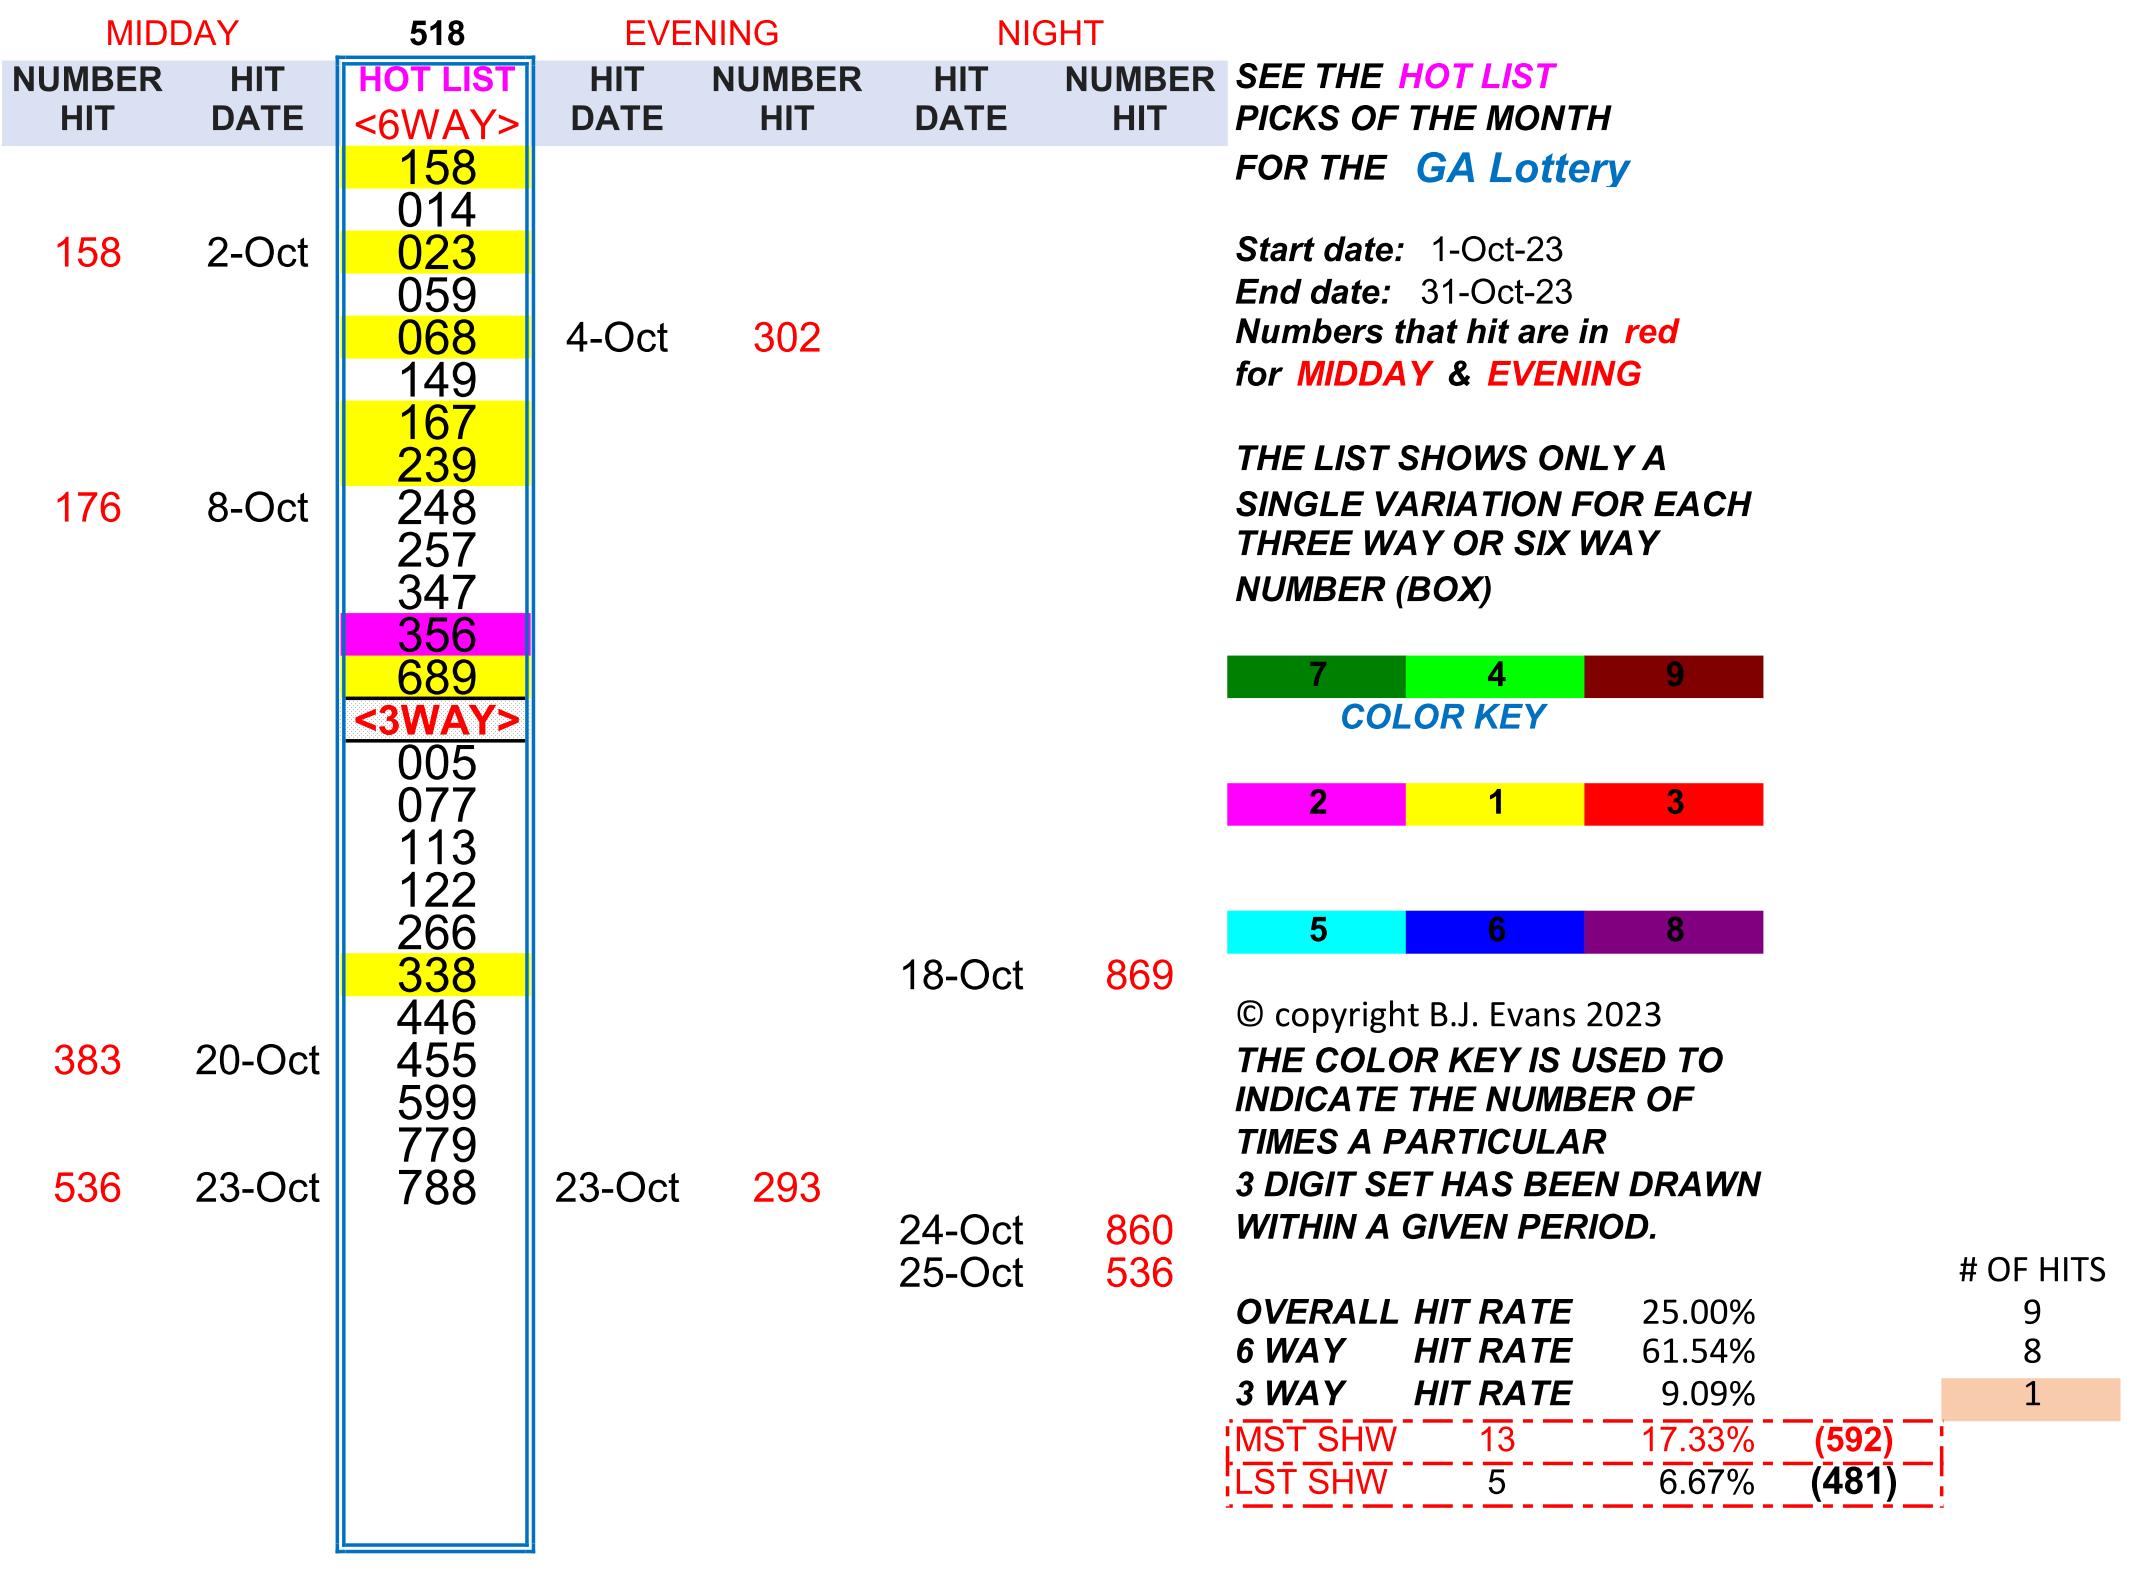 MIDDAY 518 EVENING NIGHT
NUMBER HIT HOT LIST HIT NUMBER HIT NUMBER SEE THE HOT LIST
HIT DATE <6WAY> DATE HIT DATE HIT PICKS OF THE MONTH
158 FOR THE GA Lottery
014
158 2-Oct 023 Start date: 1-Oct-23
059 End date: 31-Oct-23
068 4-Oct 302 Numbers that hit are in red
149 for MIDDAY & EVENING
167
239 THE LIST SHOWS ONLY A
176 8-Oct 248 SINGLE VARIATION FOR EACH
257 THREE WAY OR SIX WAY
347 NUMBER (BOX)
356
689 7 4 9
<3WAY> COLOR KEY
005
077 2 1 3
113
122
266 5 6 8
338 18-Oct 869
446 © copyright B.J. Evans 2023
383 20-Oct 455 THE COLOR KEY IS USED TO
599 INDICATE THE NUMBER OF
779 TIMES A PARTICULAR
536 23-Oct 788 23-Oct 293 3 DIGIT SET HAS BEEN DRAWN
24-Oct 860 WITHIN A GIVEN PERIOD.
25-Oct 536 # OF HITS
OVERALL HIT RATE 25.00% 9
6 WAY HIT RATE 61.54% 8
3 WAY HIT RATE 9.09% 1
MST SHW 13 17.33% (592)
LST SHW 5 6.67% (481)